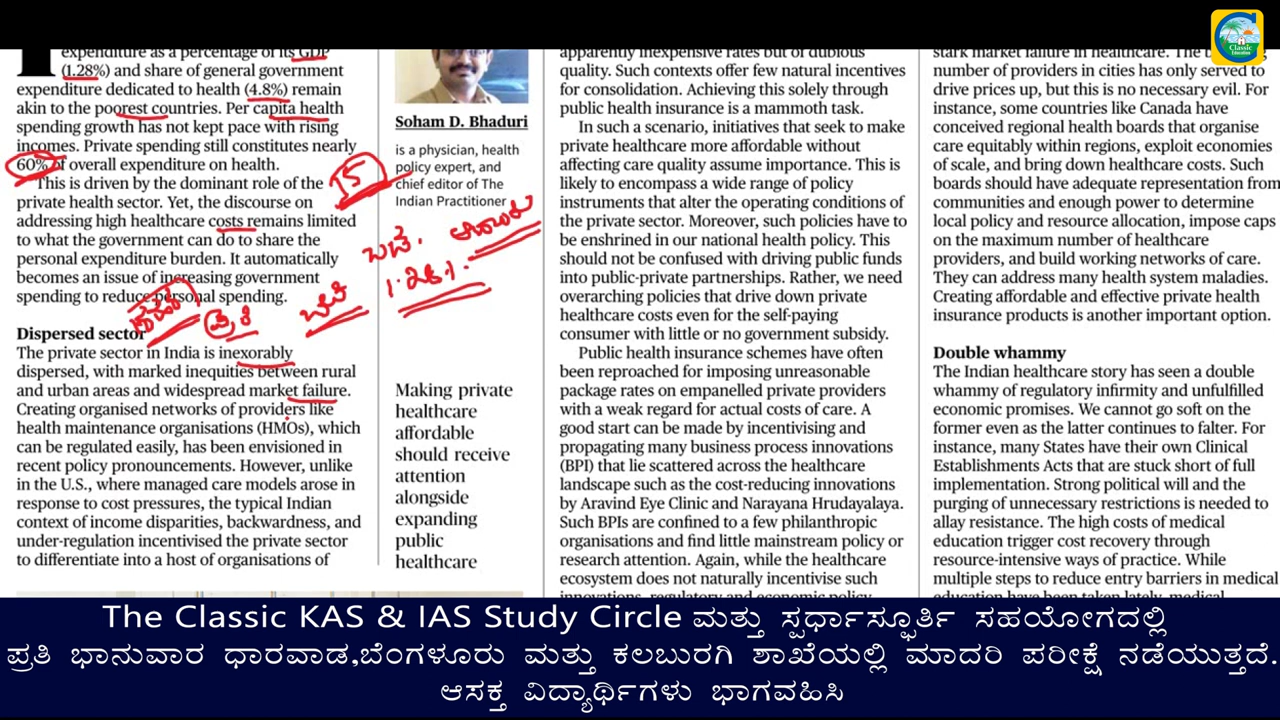 Classic
Education
expenditure as a percentage of its GDP
(1.28%) and share of general government
expenditure dedicated to health (4.8%) remain
akin to the poorest countries. Per capita health
spending growth has not kept pace with rising
incomes. Private spending still constitutes nearly
60% of overall expenditure on health.
This is driven by the dominant role of the
private health sector. Yet, the discourse on
addressing high healthcare costs remains limited
to what the government can do to share the
personal expenditure burden. It automatically
becomes an issue of increasing government
spending to reduce personal spending.
Dispersed sector
The private sector in India is inexorably
dispersed, with marked inequities between rural
and urban areas and widespread market failure.
Creating organised networks of providers like
health maintenance organisations (HMOs), which
can be regulated easily, has been envisioned in
recent policy pronouncements. However, unlike
in the U.S., where managed care models arose in
response to cost pressures, the typical Indian
context of income disparities, backwardness, and
under-regulation incentivised the private sector
to differentiate into a host of organisations of
Soham D. Bhaduri
is a physician, health
policy expert, and
chief editor of The
Indian Practitioner
15
1.28%.
Making private
healthcare
affordable
should receive
attention
alongside
expanding
public
healthcare
apparently inexpensive rates but of dubious
quality. Such contexts offer few natural incentives
for consolidation. Achieving this solely through
public health insurance is a mammoth task.
In such a scenario, initiatives that seek to make
private healthcare more affordable without
affecting care quality assume importance. This is
likely to encompass a wide range of policy
instruments that alter the operating conditions of
the private sector. Moreover, such policies have to
be enshrined in our national health policy. This
should not be confused with driving public funds
into public-private partnerships. Rather, we need
overarching policies that drive down private
healthcare costs even for the self-paying
consumer with little or no government subsidy.
Public health insurance schemes have often
been reproached for imposing unreasonable
package rates on empanelled private providers
with a weak regard for actual costs of care. A
good start can be made by incentivising and
propagating many business process innovations
(BPI) that lie scattered across the healthcare
landscape such as the cost-reducing innovations
by Aravind Eye Clinic and Narayana Hrudayalaya.
Such BPIs are confined to a few philanthropic
organisations and find little mainstream policy or
research attention. Again, while the healthcare
ecosystem does not naturally incentivise such
innovations, regulatory and economic policy
stark market failure in healthcare. The
number of providers in cities has only served to
drive prices up, but this is no necessary evil. For
instance, some countries like Canada have
conceived regional health boards that organise
care equitably within regions, exploit economies
of scale, and bring down healthcare costs. Such
boards should have adequate representation from
communities and enough power to determine
local policy and resource allocation, impose caps
on the maximum number of healthcare
providers, and build working networks of care.
They can address many health system maladies.
Creating affordable and effective private health
insurance products is another important option.
Double whammy
The Indian healthcare story has seen a double
whammy of regulatory infirmity and unfulfilled
economic promises. We cannot go soft on the
former even as the latter continues to falter. For
instance, many States have their own Clinical
Establishments Acts that are stuck short of full
implementation. Strong political will and the
purging of unnecessary restrictions is needed to
allay resistance. The high costs of medical
education trigger cost recovery through
resource-intensive ways of practice. While
multiple steps to reduce entry barriers in medical
education have been taken lately, medical
The Classic KAS & IAS Study Circle ಮತ್ತು ಸ್ಪರ್ಧಾಸ್ಫೂರ್ತಿ ಸಹಯೋಗದಲ್ಲಿ
ಪ್ರತಿ ಭಾನುವಾರ ಧಾರವಾಡ,ಬೆಂಗಳೂರು ಮತ್ತು ಕಲಬುರಗಿ ಶಾಖೆಯಲ್ಲಿ ಮಾದರಿ ಪರೀಕ್ಷೆ ನಡೆಯುತ್ತದೆ.
ಆಸಕ್ತ ವಿದ್ಯಾರ್ಥಿಗಳು ಭಾಗವಹಿಸಿ